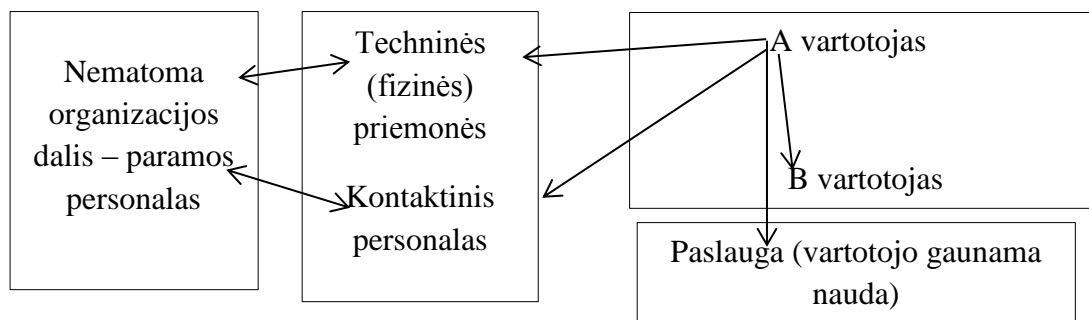 Nematoma
organizacijos
dalis – paramos
personalas
Techninės
(fizinės)
priemonės
Kontaktinis
personalas
A vartotojas
B vartotojas
Paslauga (vartotojo gaunama
nauda)